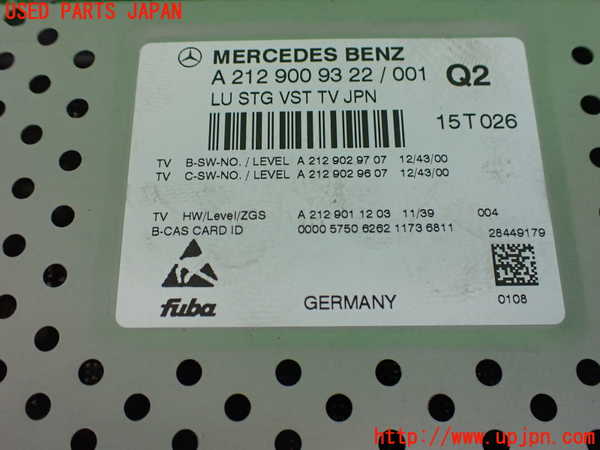 USED PARTS JAPAN
MERCEDES BENZ
A 212 900 93 22 / 001 Q2
LU STG VST TV JPN
15T026
TV B-SW-NO. / LEVEL A 212 902 97 07 12/43/00
TV C-SW-NO. / LEVEL A 212 902 96 07 12/43/00
TV HW/Level/ZGS A 212 901 12 03 11/39 004
B-CAS CARD ID 0000 5750 6262 1173 6811
28449179
fuba
GERMANY
0108
UPJ
http://www.upjpn.com/